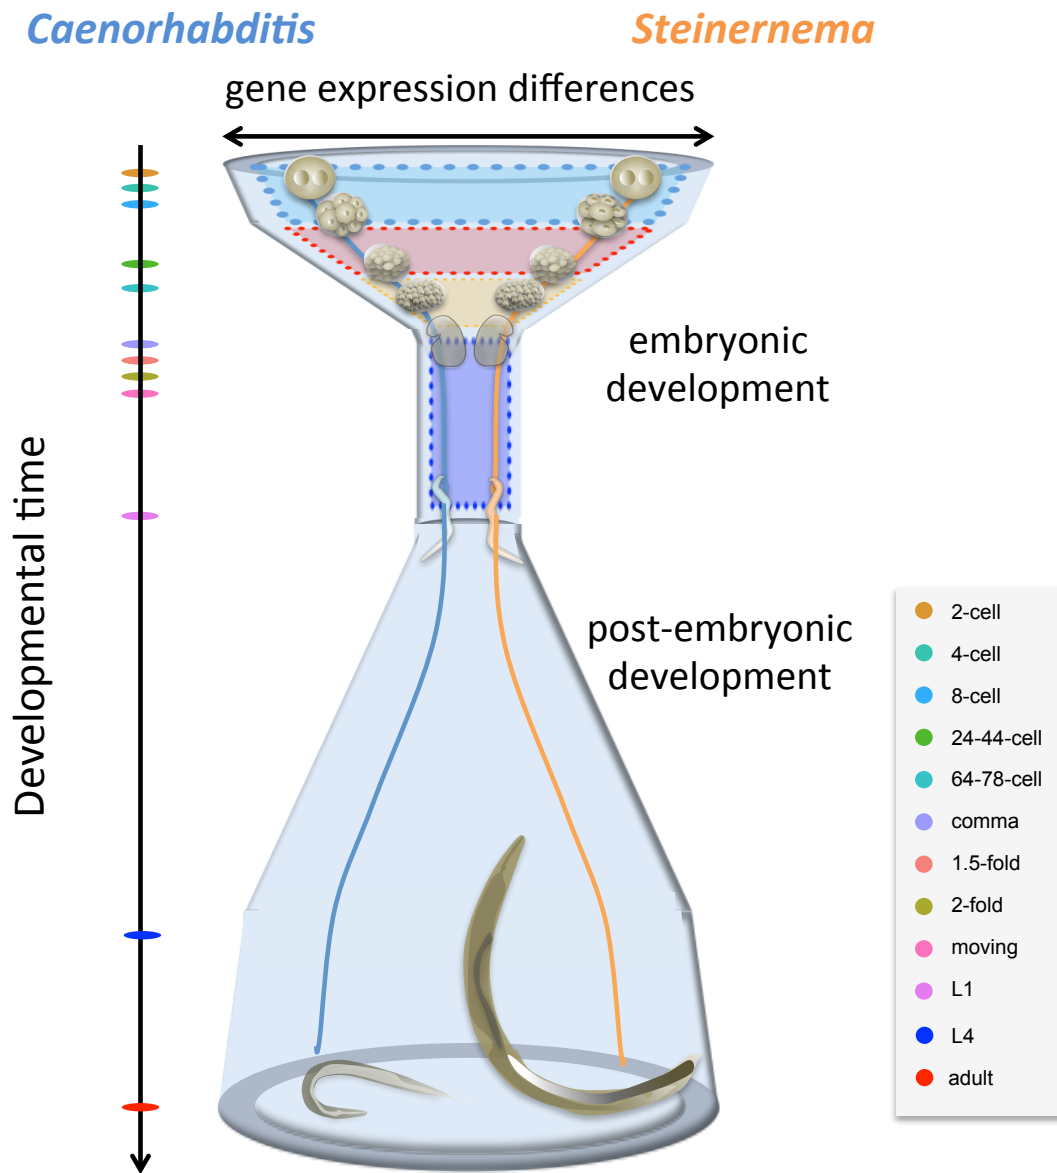 Caenorhabditis
Steinernema
gene expression differences
embryonic
development
Developmental time
post-embryonic
development
2-cell
4-cell
8-cell
24-44-cell
64-78-cell
comma
1.5-fold
2-fold
moving
L1
L4
adult